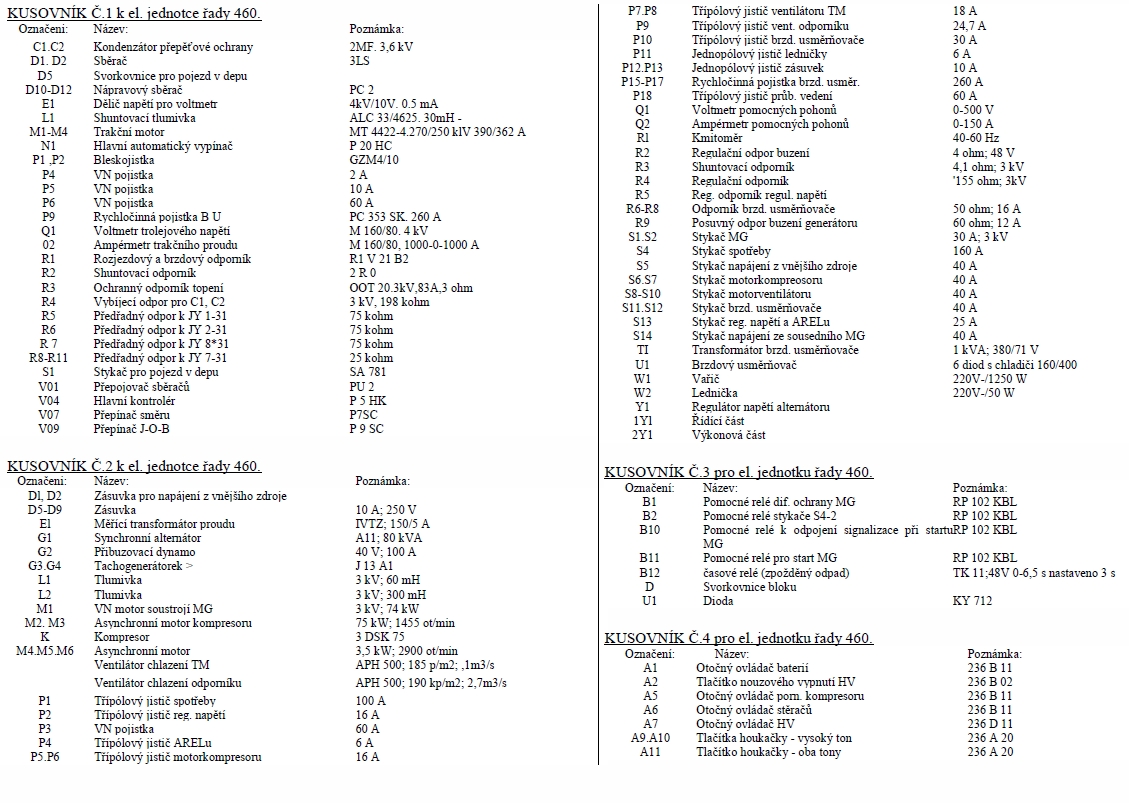 KUSOVNÍK Č.1 k el. jednotce řady 460.
Označení: Název: Poznámka:
C1.C2 Kondenzátor přepěťové ochrany 2MF. 3,6 kV
D1. D2 Sběrač 3LS
D5 Svorkovnice pro pojezd v depu
D10-D12 Nápravový sběrač PC 2
E1 Dělič napětí pro voltmetr 4kV/10V. 0.5 mA
L1 Shuntovací tlumivka ALC 33/4625. 30mH -
M1-M4 Trakční motor MT 4422-4.270/250 klV 390/362 A
N1 Hlavní automatický vypínač P 20 HC
P1 ,P2 Bleskojistka GZM4/10
P4 VN pojistka 2 A
P5 VN pojistka 10 A
P6 VN pojistka 60 A
P9 Rychločinná pojistka B U PC 353 SK. 260 A
Q1 Voltmetr trolejového napětí M 160/80. 4 kV
02 Ampérmetr trakčního proudu M 160/80, 1000-0-1000 A
R1 Rozjezdový a brzdový odporník R1 V 21 B2
R2 Shuntovací odporník 2 R 0
R3 Ochranný odporník topení OOT 20.3kV,83A,3 ohm
R4 Vybíjecí odpor pro C1, C2 3 kV, 198 kohm
R5 Předřadný odpor k JY 1-31 75 kohm
R6 Předřadný odpor k JY 2-31 75 kohm
R 7 Předřadný odpor k JY 8*31 75 kohm
R8-R11 Předřadný odpor k JY 7-31 25 kohm
S1 Stykač pro pojezd v depu SA 781
V01 Přepojovač sběračů PU 2
V04 Hlavní kontrolér P 5 HK
V07 Přepínač směru P7SC
V09 Přepínač J-O-B P 9 SC
KUSOVNÍK Č.2 k el. jednotce řady 460.
Označení: Název: Poznámka:
Dl, D2 Zásuvka pro napájení z vnějšího zdroje
D5-D9 Zásuvka 10 A; 250 V
El Měřící transformátor proudu IVTZ; 150/5 A
G1 Synchronní alternátor A11; 80 kVA
G2 Přibuzovací dynamo 40 V; 100 A
G3.G4 Tachogenerátorek > J 13 A1
L1 Tlumivka 3 kV; 60 mH
L2 Tlumivka 3 kV; 300 mH
M1 VN motor soustrojí MG 3 kV; 74 kW
M2. M3 Asynchronní motor kompresoru 75 kW; 1455 ot/min
K Kompresor 3 DSK 75
M4.M5.M6 Asynchronní motor 3,5 kW; 2900 ot/min
Ventilátor chlazení TM APH 500; 185 p/m2; ,1m3/s
Ventilátor chlazení odporníku APH 500; 190 kp/m2; 2,7m3/s
P1 Třípólový jistič spotřeby 100 A
P2 Třípólový jistič reg. napětí 16 A
P3 VN pojistka 60 A
P4 Třípólový jistič ARELu 6 A
P5.P6 Třípólový jistič motorkompresoru 16 A
P7.P8 Třípólový jistič ventilátoru TM 18 A
P9 Třípólový jistič vent. odporníku 24,7 A
P10 Třípólový jistič brzd. usměrňovače 30 A
P11 Jednopólový jistič ledničky 6 A
P12.P13 Jednopólový jistič zásuvek 10 A
P15-P17 Rychločinná pojistka brzd. usměr. 260 A
P18 Třípólový jistič průb. vedení 60 A
Q1 Voltmetr pomocných pohonů 0-500 V
Q2 Ampérmetr pomocných pohonů 0-150 A
Rl Kmitoměr 40-60 Hz
R2 Regulační odpor buzení 4 ohm; 48 V
R3 Shuntovací odporník 4,1 ohm; 3 kV
R4 Regulační odporník '155 ohm; 3kV
R5 Reg. odporník regul. napětí
R6-R8 Odporník brzd. usměrňovače 50 ohm; 16 A
R9 Posuvný odpor buzení generátoru 60 ohm; 12 A
S1.S2 Stykač MG 30 A; 3 kV
S4 Stykač spotřeby 160 A
S5 Stykač napájení z vnějšího zdroje 40 A
S6.S7 Stykač motorkompreosoru 40 A
S8-S10 Stykač motorventilátoru 40 A
S11.S12 Stykač brzd. usměrňovače 40 A
S13 Stykač reg. napětí a ARELu 25 A
S14 Stykač napájení ze sousedního MG 40 A
TI Transformátor brzd. usměrňovače 1 kVA; 380/71 V
U1 Brzdový usměrňovač 6 diod s chladiči 160/400
W1 Vařič 220V-/1250 W
W2 Lednička 220V-/50 W
Y1 Regulátor napětí alternátoru
1Yl Řídící část
2Y1 Výkonová část
KUSOVNÍK Č.3 pro el. jednotku řady 460.
Označení: Název: Poznámka:
B1 Pomocné relé dif. ochrany MG RP 102 KBL
B2 Pomocné relé stykače S4-2 RP 102 KBL
B10 Pomocné relé k odpojení signalizace při startu RP 102 KBL
MG
B11 Pomocné relé pro start MG RP 102 KBL
B12 časové relé (zpožděný odpad) TK 11;48V 0-6,5 s nastaveno 3 s
D Svorkovnice bloku
U1 Dioda KY 712
KUSOVNÍK Č.4 pro el. jednotku řady 460.
Označení: Název: Poznámka:
A1 Otočný ovládač baterií 236 B 11
A2 Tlačítko nouzového vypnutí HV 236 B 02
A5 Otočný ovládač porn. kompresoru 236 B 11
A6 Otočný ovládač stěračů 236 B 11
A7 Otočný ovládač HV 236 D 11
A9.A10 Tlačítka houkačky - vysoký ton 236 A 20
A11 Tlačítko houkačky - oba tony 236 A 20